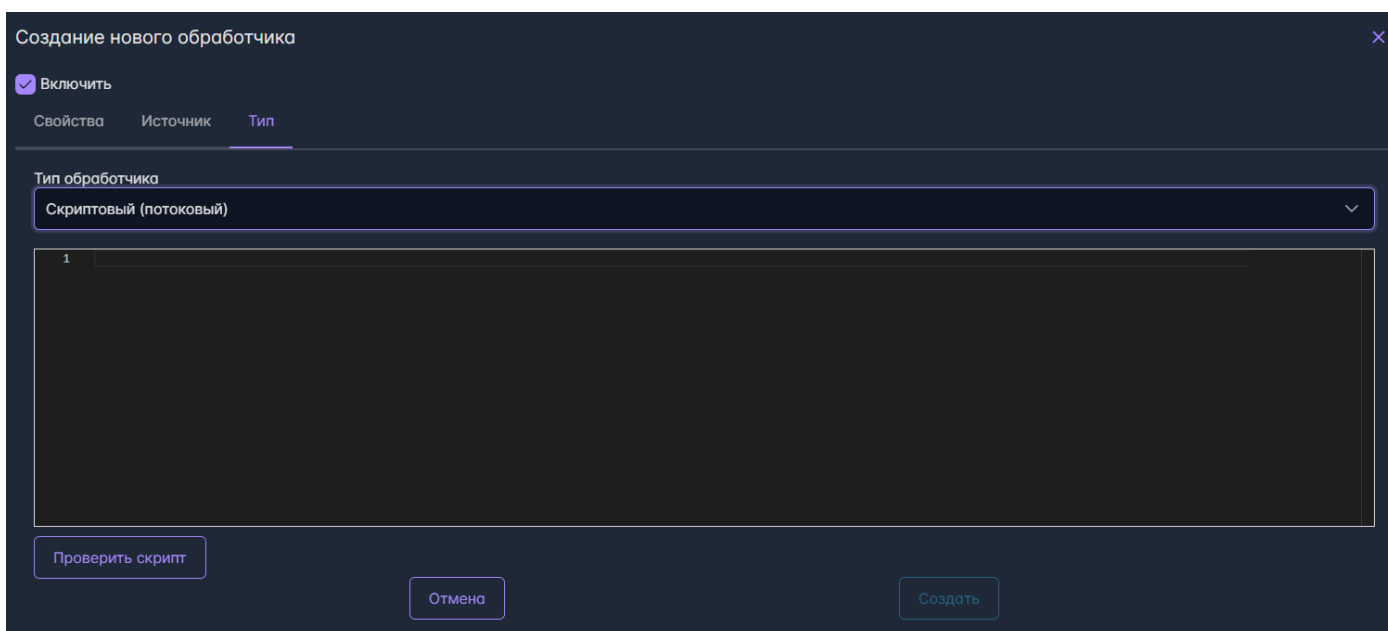 Создание нового обработчика
Включить
Свойства Источник Тип
Тип обработчика
Скриптовый (потоковый)
1
Проверить скрипт
Отмена Создать